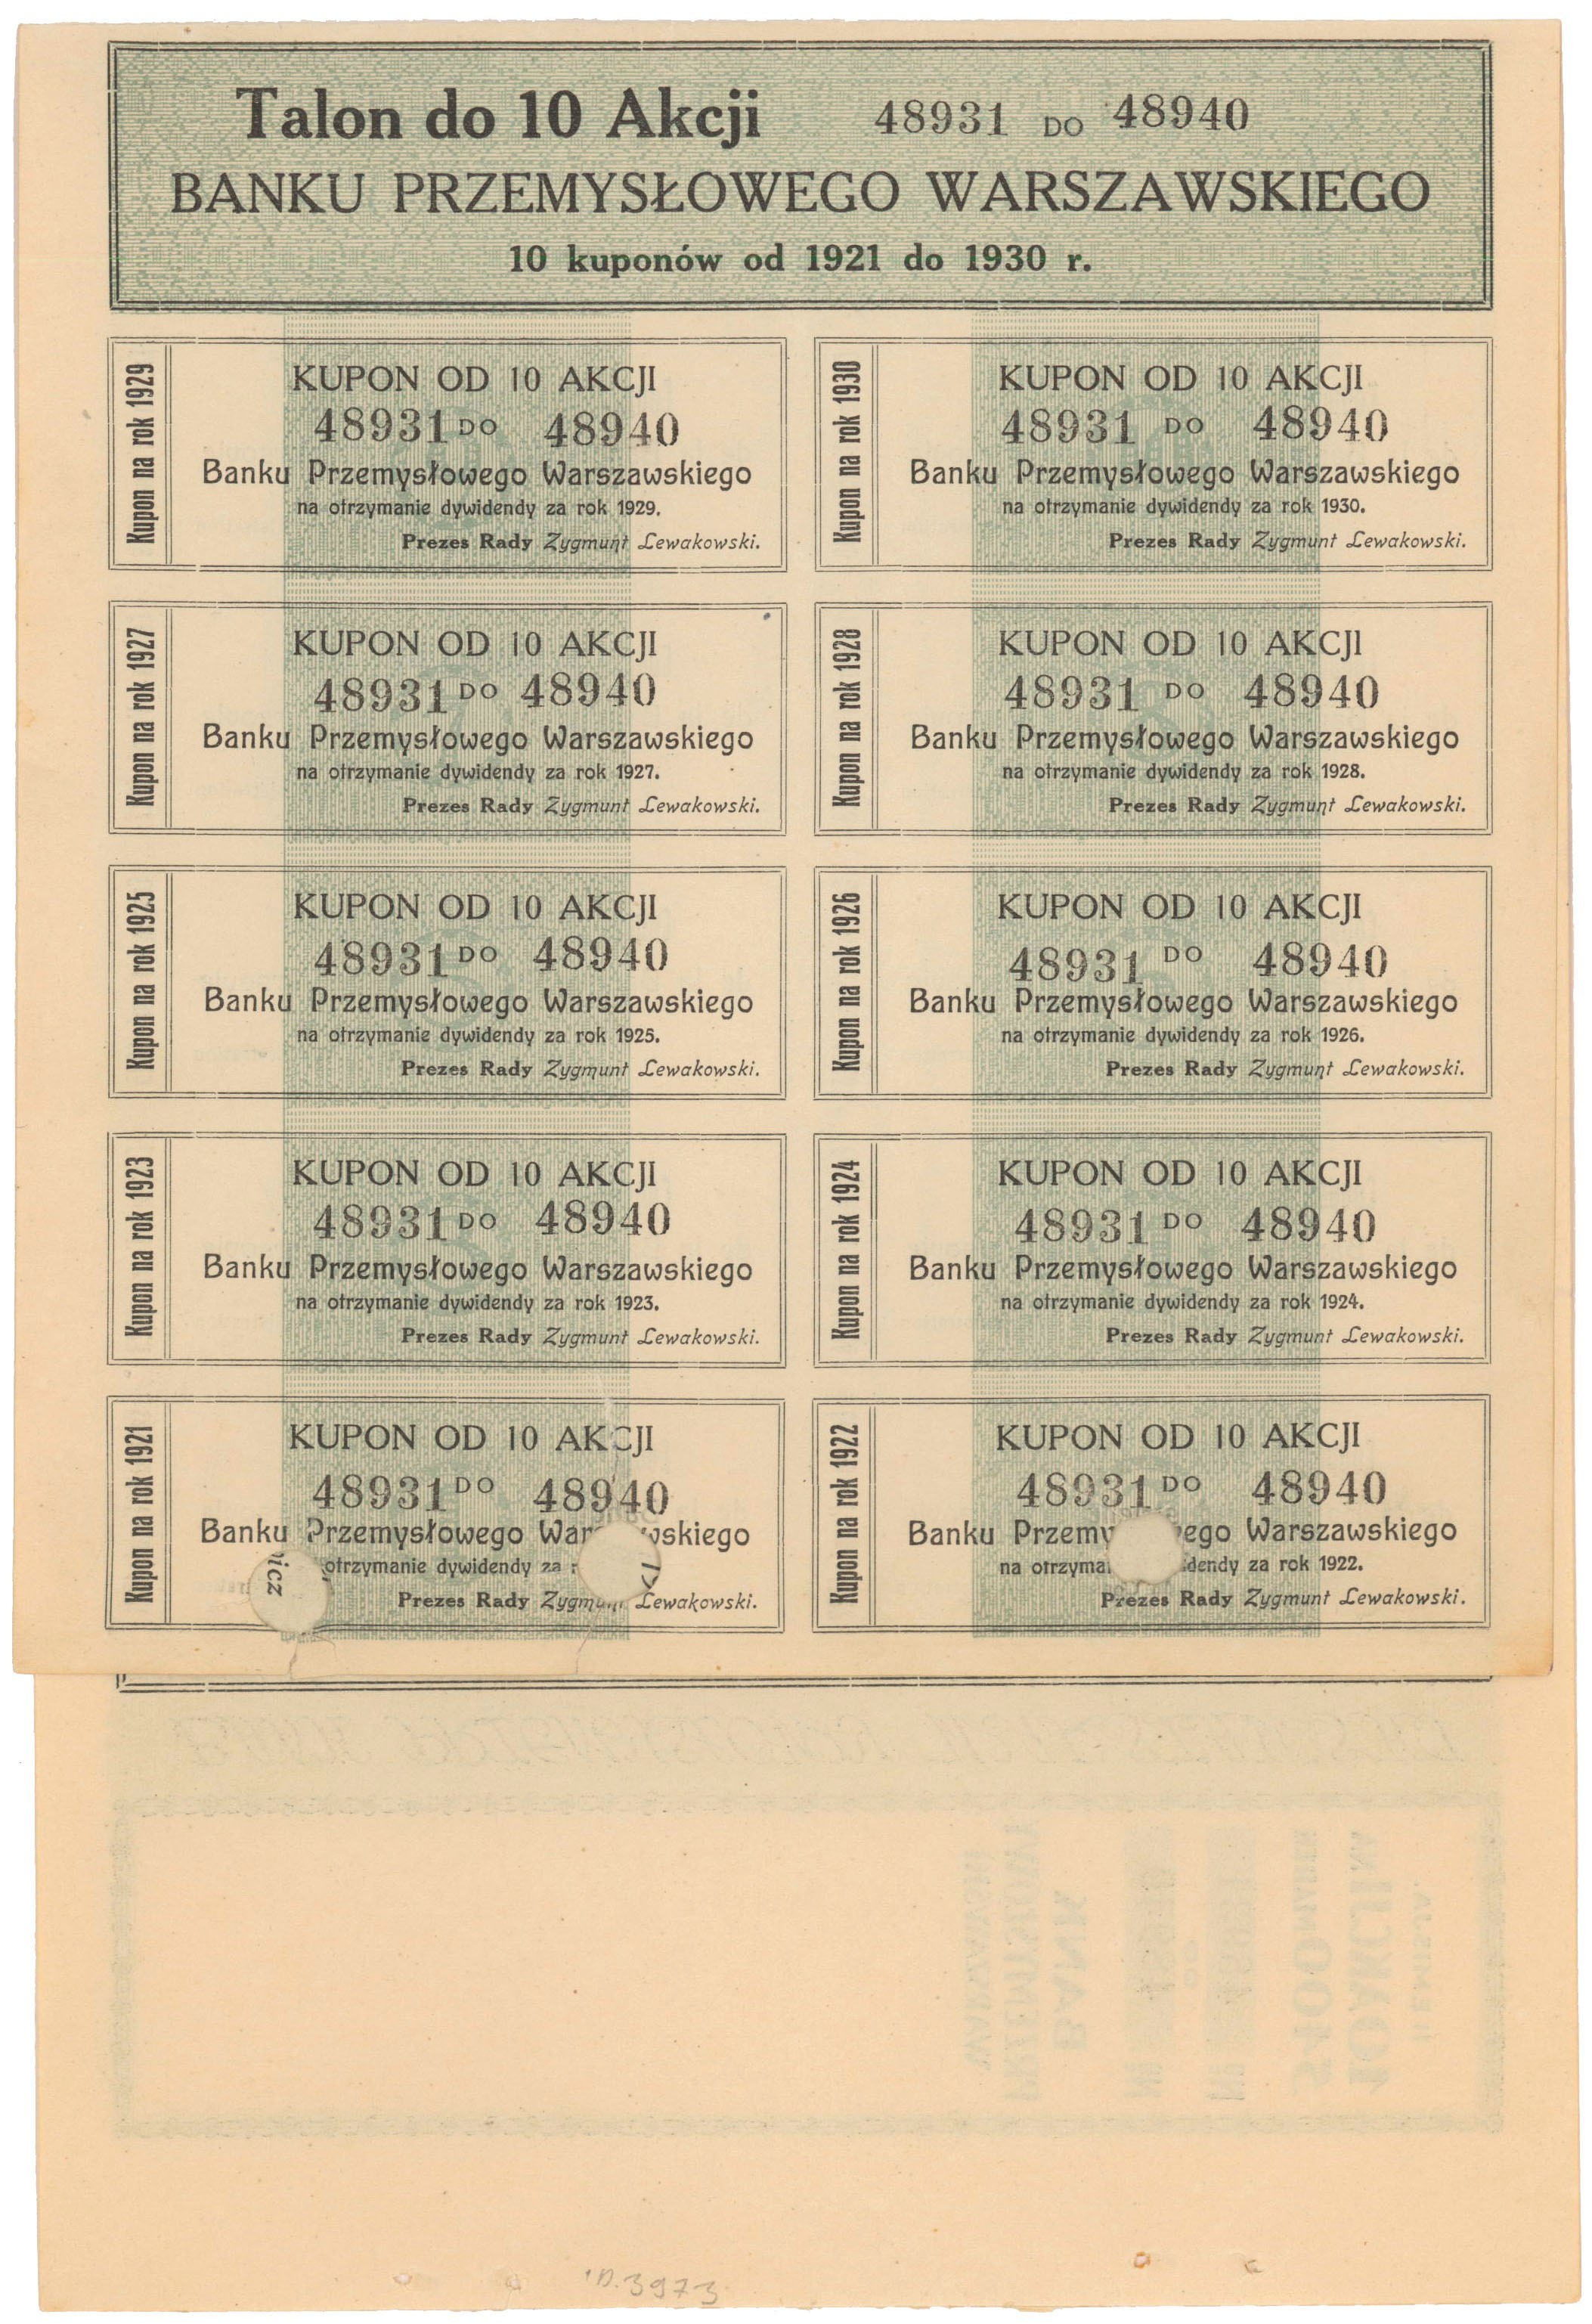 Talon do 10 Akcji 48931 DO 48940
BANKU PRZEMYSŁOWEGO WARSZAWSKIEGO
10 kuponów od 1921 do 1930 r.
Kupon na rok 1929
KUPON OD 10 AKCJI
48931 DO 48940
Banku Przemysłowego Warszawskiego
na otrzymanie dywidendy za rok 1929.
Prezes Rady Zygmunt Lewakowski.
Kupon na rok 1930
KUPON OD 10 AKCJI
48931 DO 48940
Banku Przemysłowego Warszawskiego
na otrzymanie dywidendy za rok 1930.
Prezes Rady Zygmunt Lewakowski.
Kupon na rok 1927
KUPON OD 10 AKCJI
48931 DO 48940
Banku Przemysłowego Warszawskiego
na otrzymanie dywidendy za rok 1927.
Prezes Rady Zygmunt Lewakowski.
Kupon na rok 1928
KUPON OD 10 AKCJI
48931 DO 48940
Banku Przemysłowego Warszawskiego
na otrzymanie dywidendy za rok 1928.
Prezes Rady Zygmunt Lewakowski.
Kupon na rok 1925
KUPON OD 10 AKCJI
48931 DO 48940
Banku Przemysłowego Warszawskiego
na otrzymanie dywidendy za rok 1925.
Prezes Rady Zygmunt Lewakowski.
Kupon na rok 1926
KUPON OD 10 AKCJI
48931 DO 48940
Banku Przemysłowego Warszawskiego
na otrzymanie dywidendy za rok 1926.
Prezes Rady Zygmunt Lewakowski.
Kupon na rok 1923
KUPON OD 10 AKCJI
48931 DO 48940
Banku Przemysłowego Warszawskiego
na otrzymanie dywidendy za rok 1923.
Prezes Rady Zygmunt Lewakowski.
Kupon na rok 1924
KUPON OD 10 AKCJI
48931 DO 48940
Banku Przemysłowego Warszawskiego
na otrzymanie dywidendy za rok 1924.
Prezes Rady Zygmunt Lewakowski.
Kupon na rok 1921
KUPON OD 10 AKCJI
48931 DO 48940
Banku Przemysłowego War wskiego
otrzymanie dywidendy za
Prezes Rady Zygmunt Lewakowski.
Kupon na rok 1922
KUPON OD 10 AKCJI
48931 DO 48940
Banku Przemy ego Warszawskiego
na otrzyma dendy za rok 1922.
Prezes Rady Zygmunt Lewakowski.
icz
D. 3973